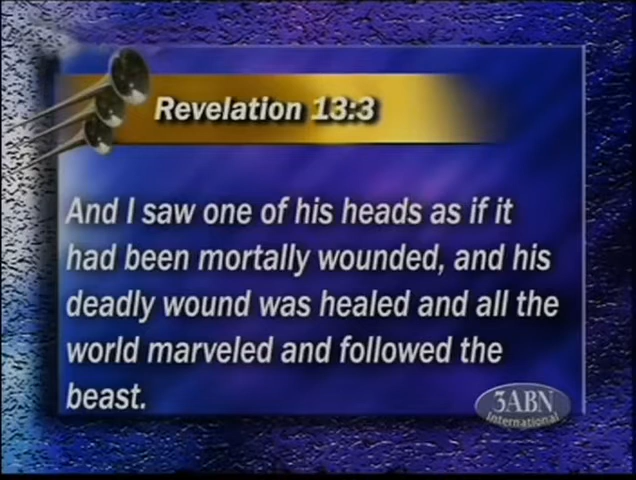 Revelation 13:3
And I saw one of his heads as if it
had been mortally wounded, and his
deadly wound was healed and all the
world marveled and followed the
beast.
3ABN
International